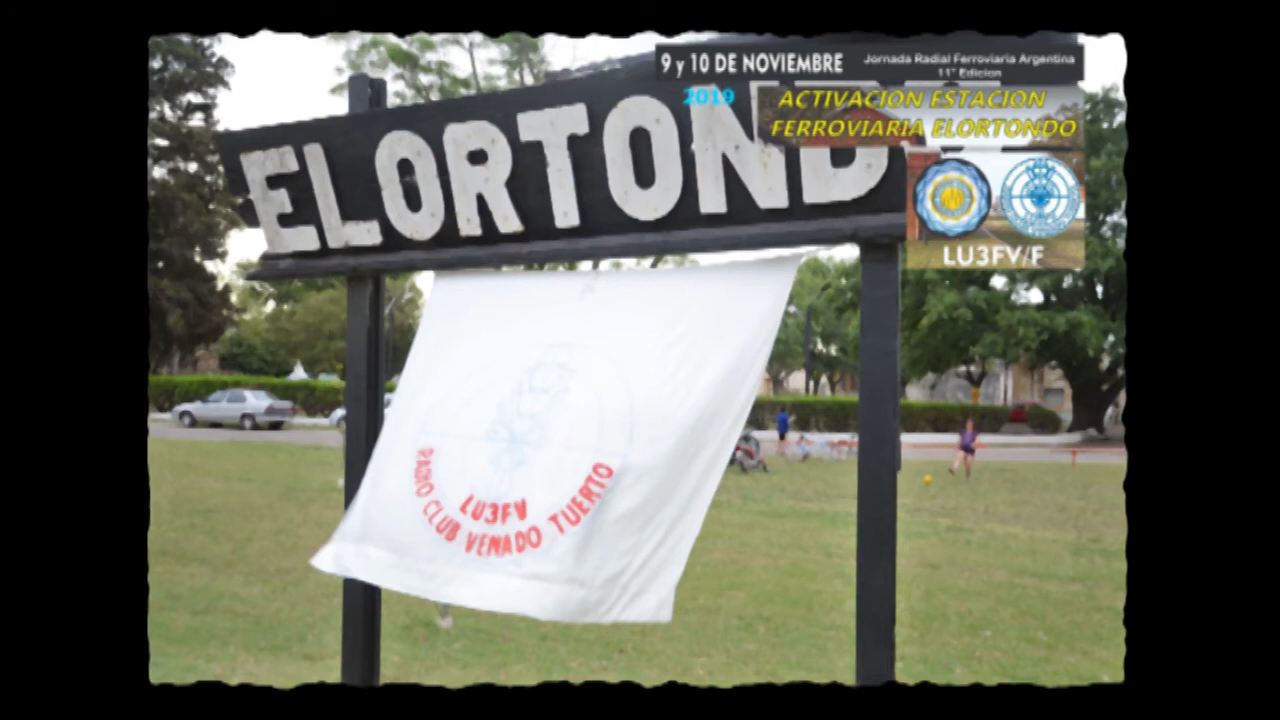 9 y 10 DE NOVIEMBRE
Jornada Radial Ferroviaria Argentina
11° Edicion
2019
ACTIVACION ESTACION
FERROVIARIA ELORTONDO
LU3FV/F
ELORTONDO
LU3FV
RADIO CLUB VENADO TUERTO